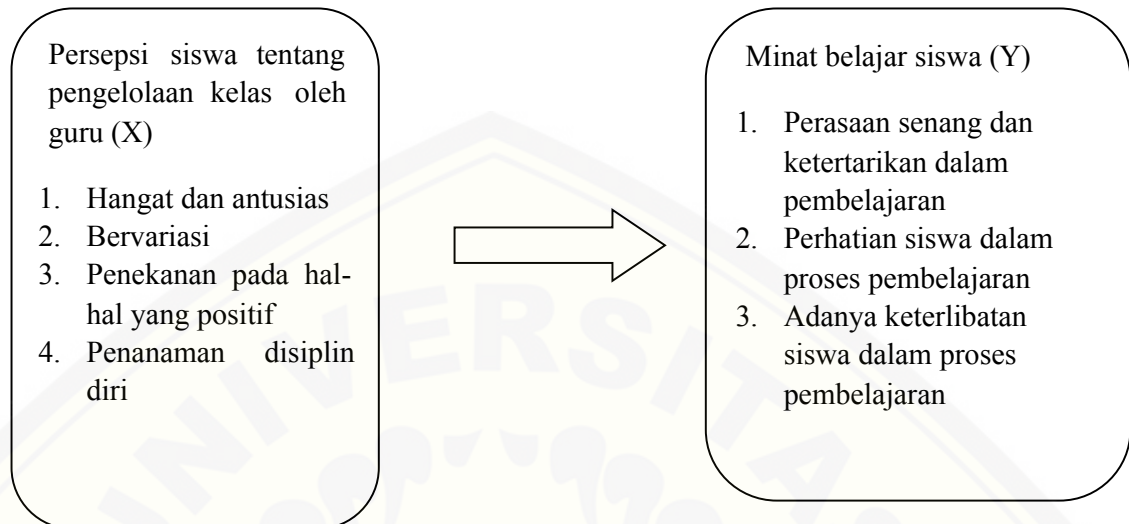 Persepsi siswa tentang
pengelolaan kelas oleh
guru (X)
1. Hangat dan antusias
2. Bervariasi
3. Penekanan pada hal-
hal yang positif
4. Penanaman disiplin
diri
Minat belajar siswa (Y)
1. Perasaan senang dan
ketertarikan dalam
pembelajaran
2. Perhatian siswa dalam
proses pembelajaran
3. Adanya keterlibatan
siswa dalam proses
pembelajaran
UNIVERSITAS